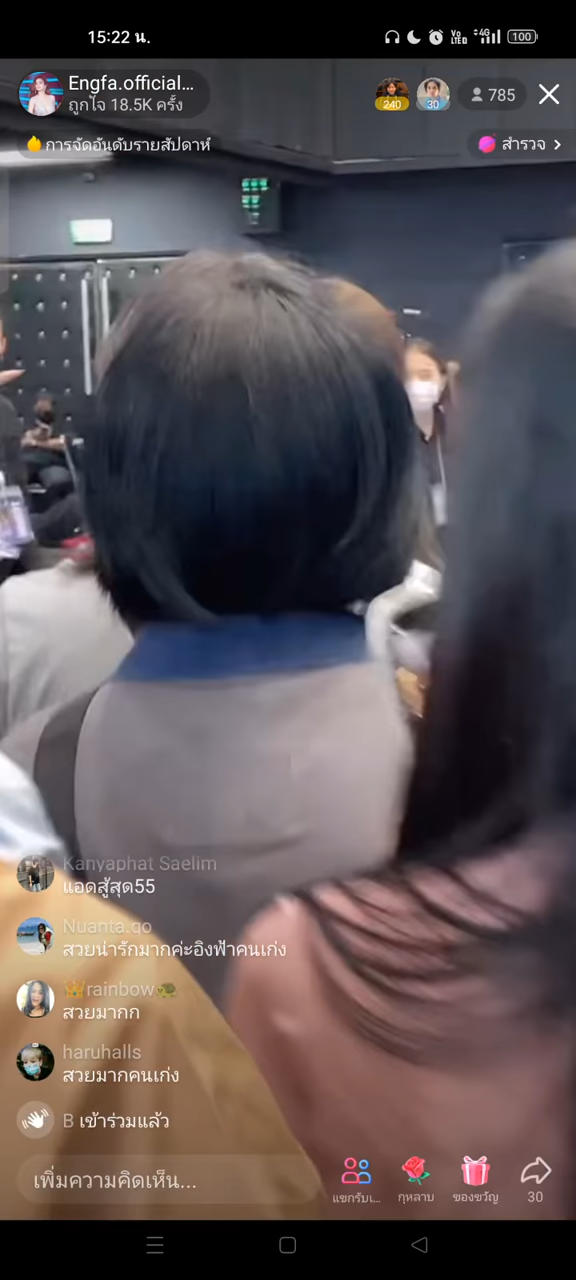 15:22 น.
Vo LTE 4G 100
Engfa.official...
ถูกใจ 18.5K ครั้ง
240
30
785
การจัดอันดับรายสัปดาห์
สำรวจ >
Kanyaphat Saelim
แอดสู้สุด55
Nuanta.go
สวยน่ารักมากค่ะอิงฟ้าคนเก่ง
👑rainbow🐢
สวยมากก
haruhalls
สวยมากคนเก่ง
B เข้าร่วมแล้ว
เพิ่มความคิดเห็น...
แขกรับเ...
กุหลาบ
ของขวัญ
30